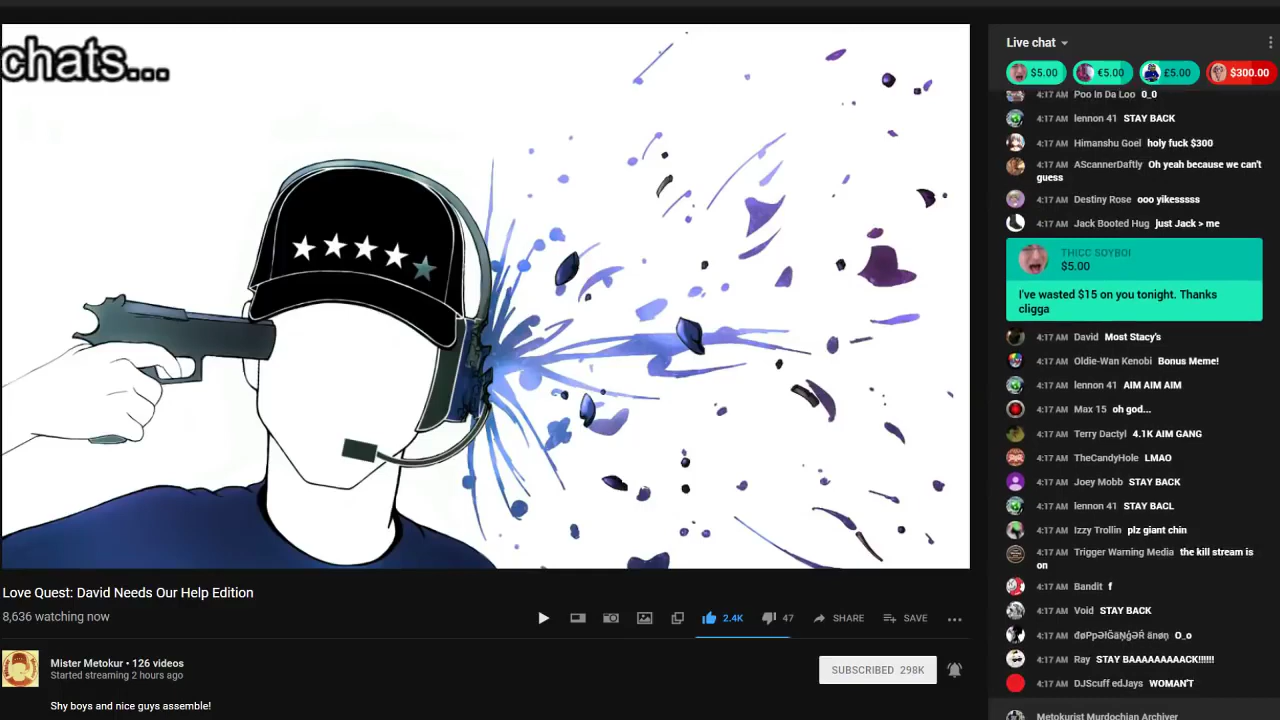 chats...
Live chat
$5.00 €5.00 £5.00 $300.00
4:17 AM Poo In Da Loo 0_0
4:17 AM lennon 41 STAY BACK
4:17 AM Himanshu Goel holy fuck $300
4:17 AM AScannerDaftly Oh yeah because we can't
guess
4:17 AM Destiny Rose ooo yikesssss
4:17 AM Jack Booted Hug just Jack > me
THICC SOYBOI
$5.00
I've wasted $15 on you tonight. Thanks
cligga
4:17 AM David Most Stacy's
4:17 AM Oldie-Wan Kenobi Bonus Meme!
4:17 AM lennon 41 AIM AIM AIM
4:17 AM Max 15 oh god...
4:17 AM Terry Dactyl 4.1K AIM GANG
4:17 AM TheCandyHole LMAO
4:17 AM Joey Mobb STAY BACK
4:17 AM lennon 41 STAY BACL
4:17 AM Izzy Trollin plz giant chin
4:17 AM Trigger Warning Media the kill stream is
on
4:17 AM Bandit f
4:17 AM Void STAY BACK
4:17 AM O_o
4:17 AM Ray STAY BAAAAAAAAACK!!!!!!
4:17 AM DJScuff edJays WOMAN'T
Metokurist Murdochian Archiver
Love Quest: David Needs Our Help Edition
8,636 watching now
2.4K 47 SHARE SAVE
Mister Metokur • 126 videos
Started streaming 2 hours ago
SUBSCRIBED 298K
Shy boys and nice guys assemble!